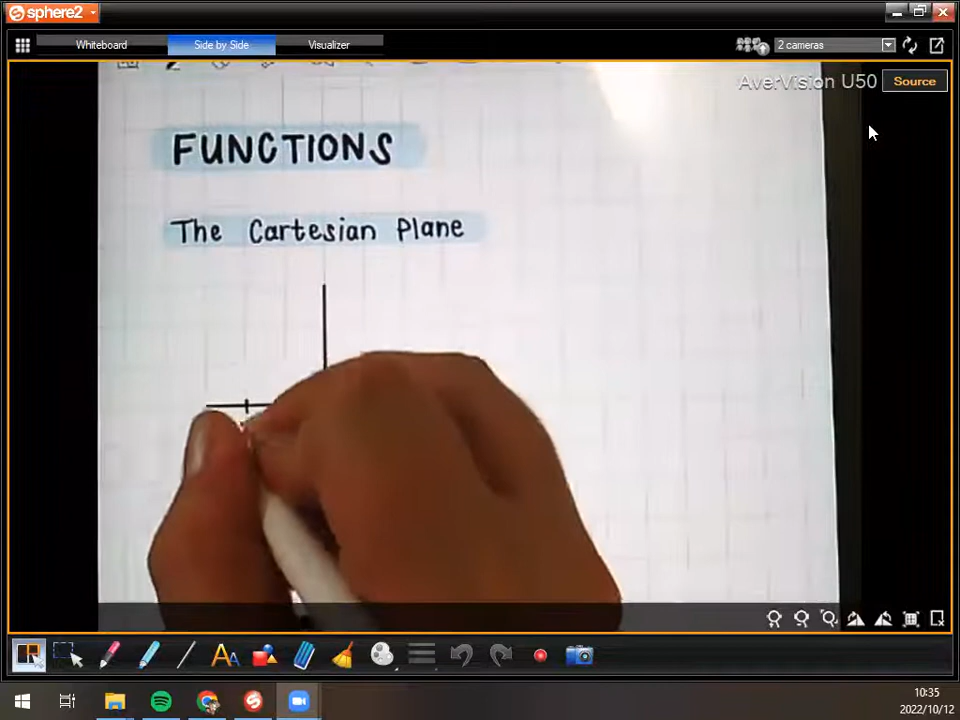 sphere2
Whiteboard Side by Side Visualizer 2 cameras
AverVision U50 Source
FUNCTIONS
The Cartesian Plane
10:35
2022/10/12